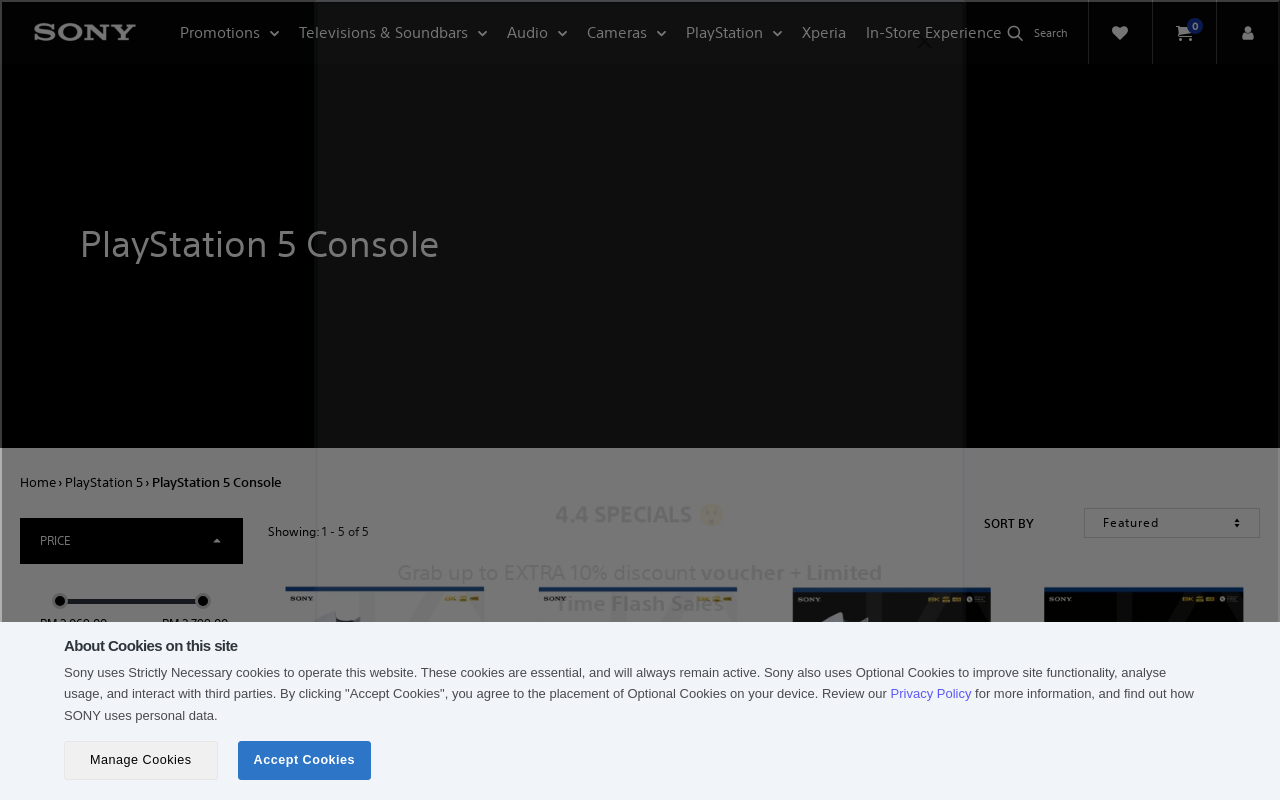 SONY
Promotions
Televisions & Soundbars
Audio
Cameras
PlayStation
Xperia
In-Store Experience
Search
0
PlayStation 5 Console
Home › PlayStation 5 › PlayStation 5 Console
PRICE
Showing: 1 - 5 of 5
SORT BY
Featured
4.4 SPECIALS 😲
Grab up to EXTRA 10% discount voucher + Limited
Time Flash Sales
SONY
SONY
SONY
SONY
About Cookies on this site
Sony uses Strictly Necessary cookies to operate this website. These cookies are essential, and will always remain active. Sony also uses Optional Cookies to improve site functionality, analyse
usage, and interact with third parties. By clicking "Accept Cookies", you agree to the placement of Optional Cookies on your device. Review our Privacy Policy for more information, and find out how
SONY uses personal data.
Manage Cookies
Accept Cookies